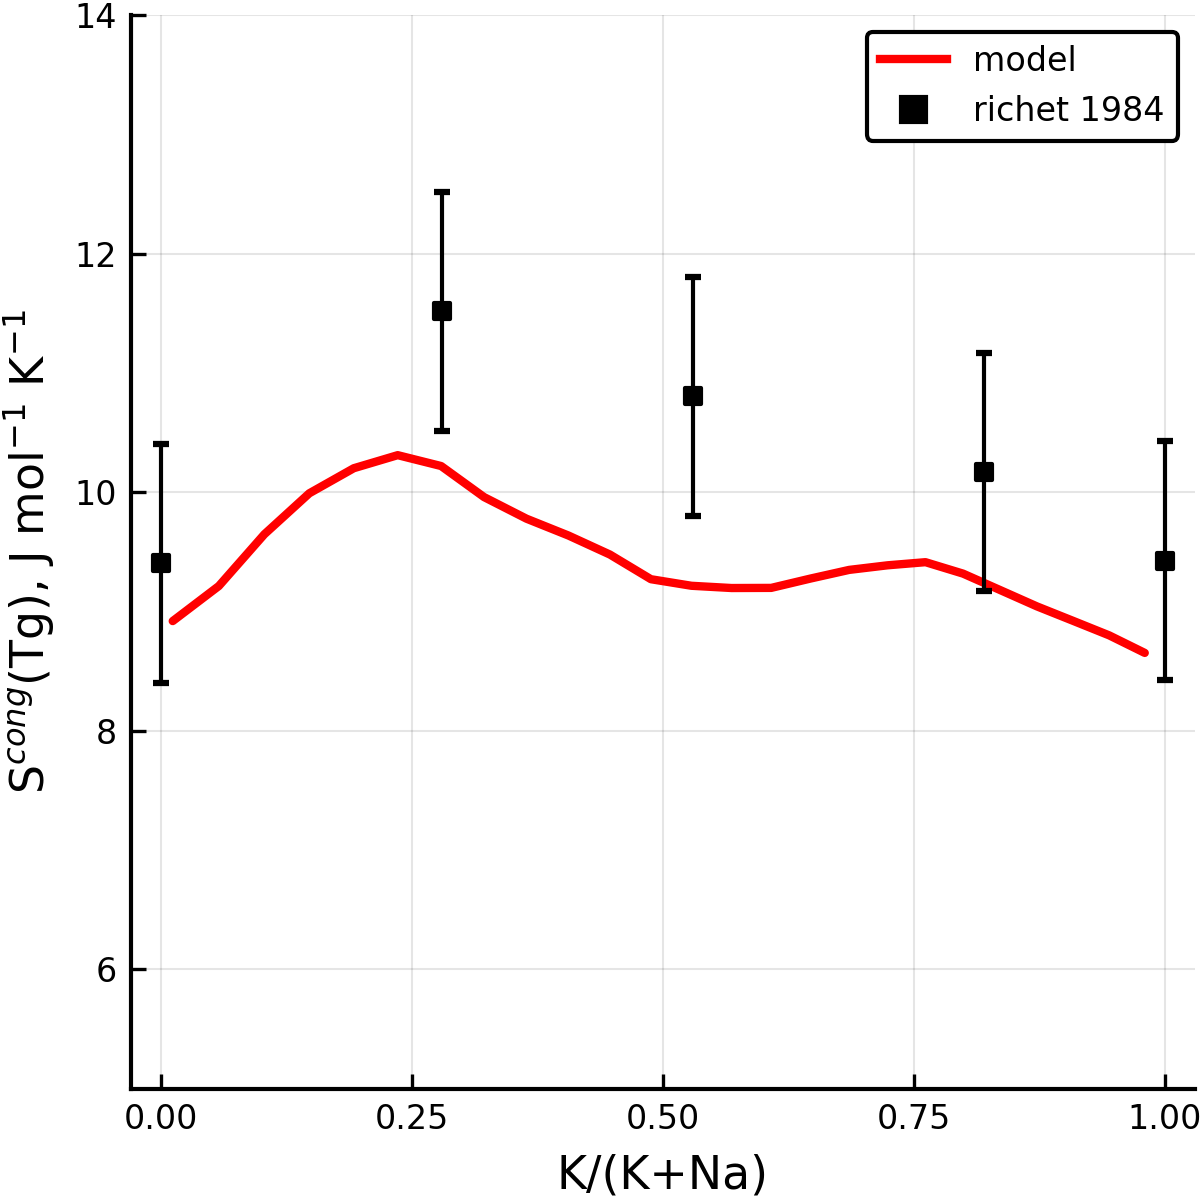 14
12
10
8
6
S^cong(Tg), J mol⁻¹ K⁻¹
model
richet 1984
0.00
0.25
0.50
0.75
1.00
K/(K+Na)